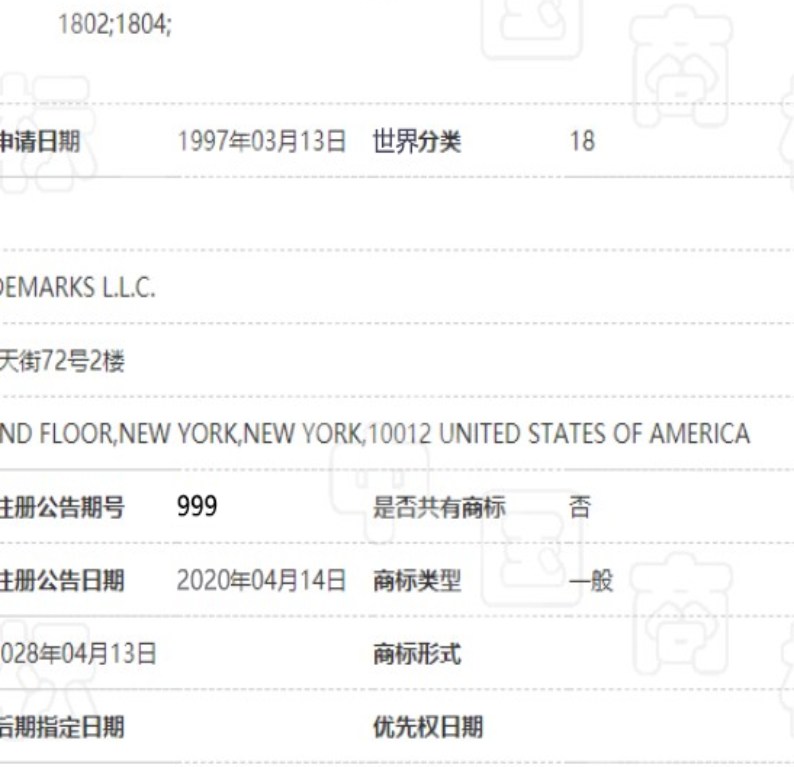 1802;1804;
申请日期 1997年03月13日 世界分类 18
DEMARKS L.L.C.
天街72号2楼
ND FLOOR,NEW YORK,NEW YORK,10012 UNITED STATES OF AMERICA
注册公告期号 999 是否共有商标 否
注册公告日期 2020年04月14日 商标类型 一般
028年04月13日 商标形式
后期指定日期 优先权日期